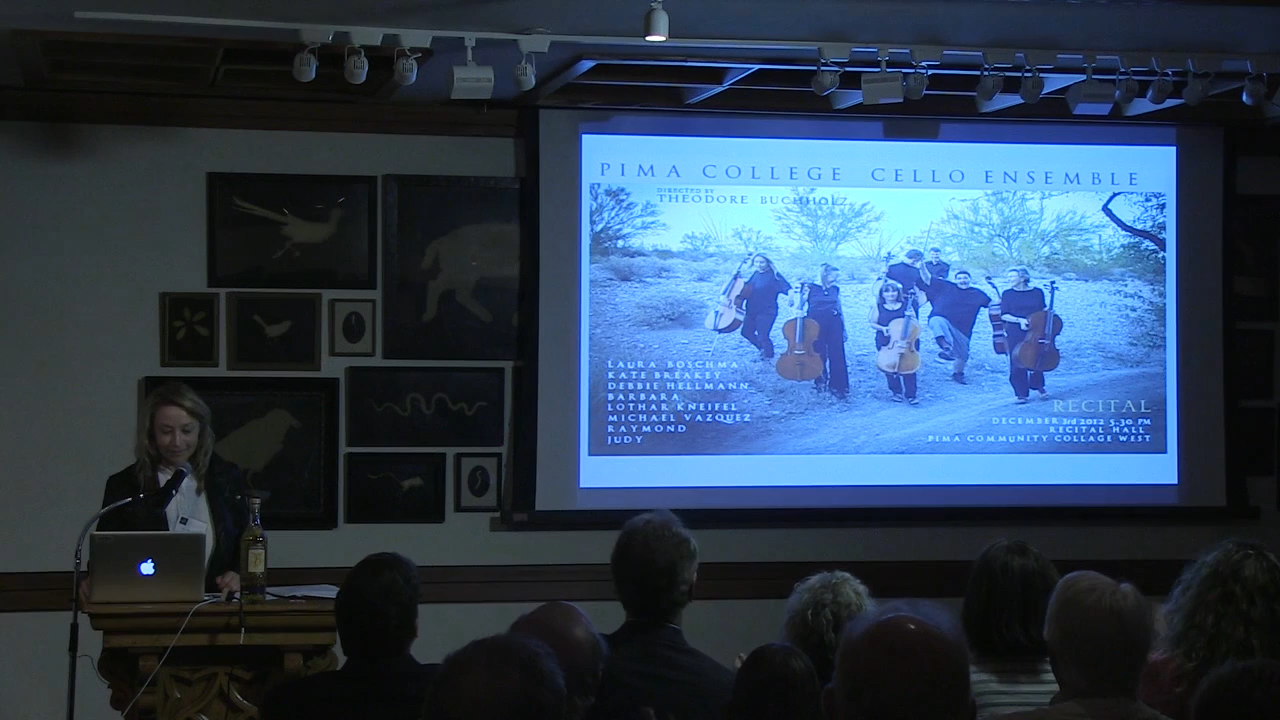 PIMA COLLEGE CELLO ENSEMBLE
DIRECTED BY
THEODORE BUCHHOLZ
LAURA BOSCHMA
KATE BREAKEY
DEBBIE HELLMANN
BARBARA
LOTHAR KNEIFEL
MICHAEL VAZQUEZ
RAYMOND
JUDY
RECITAL
DECEMBER 3rd 2012 5.30 PM
RECITAL HALL
PIMA COMMUNITY COLLAGE WEST